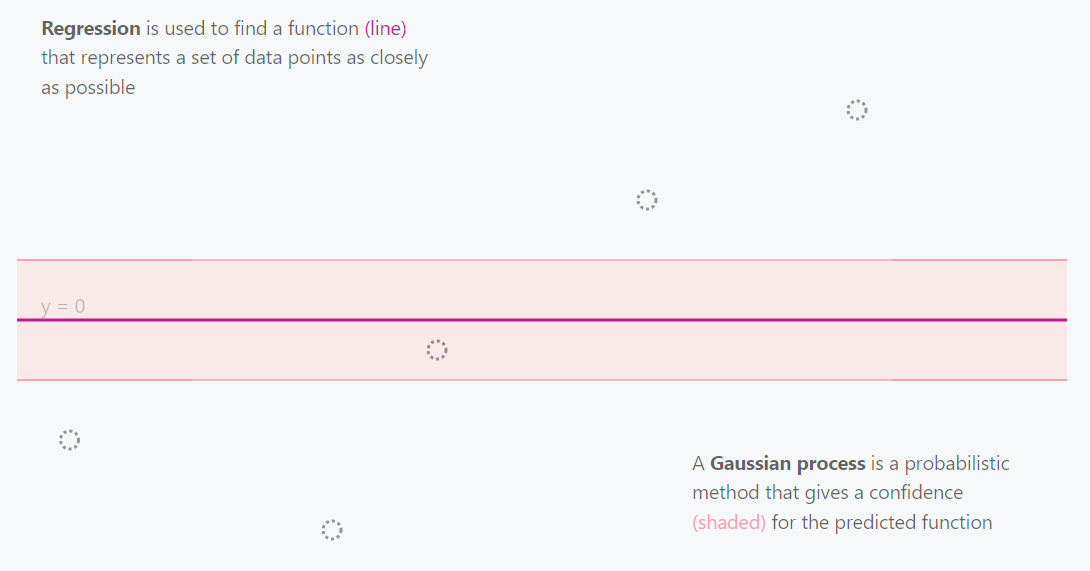 Regression is used to find a function (line)
that represents a set of data points as closely
as possible
y = 0
A Gaussian process is a probabilistic
method that gives a confidence
(shaded) for the predicted function